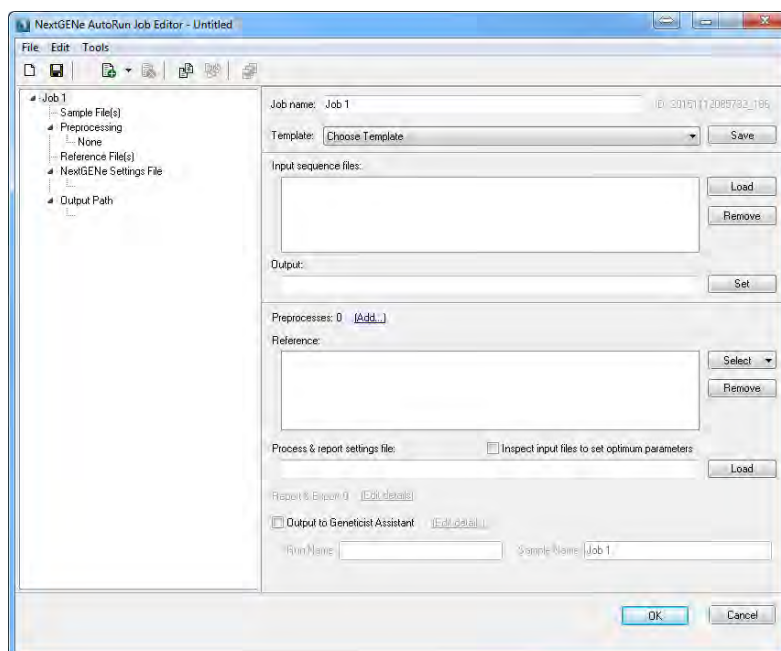 NextGENe AutoRun Job Editor - Untitled
File Edit Tools
Job 1
Sample File(s)
Preprocessing
None
Reference File(s)
NextGENe Settings File
Output Path
Job name: Job 1
Template: Choose Template Save
Input sequence files:
Load
Remove
Output:
Set
Preprocesses: 0 (Add...)
Reference:
Select
Remove
Process & report settings file: Inspect input files to set optimum parameters
Load
Report & Export 0 (Edit details)
Output to Geneticist Assistant (Edit detail...)
Run Name Sample Name Job 1
OK Cancel